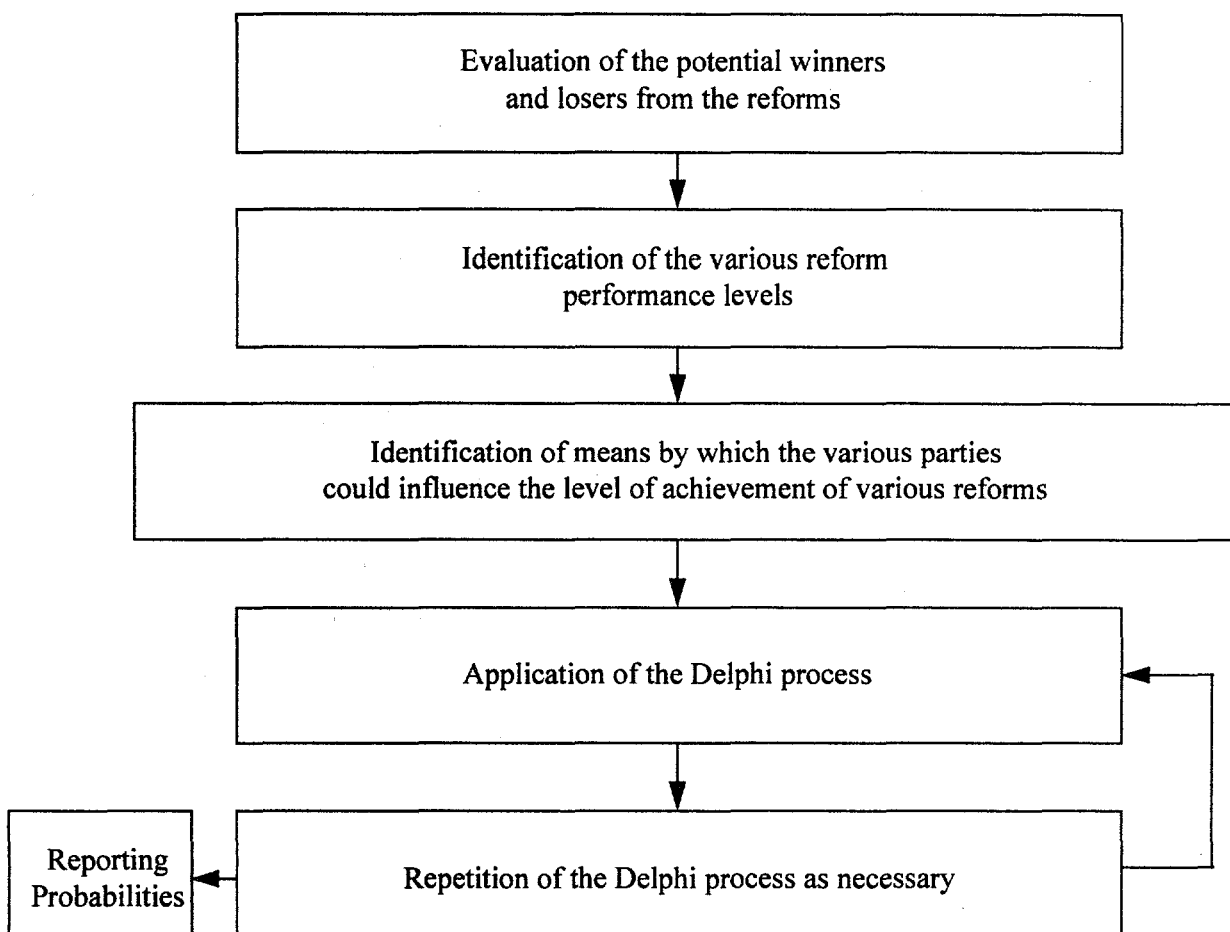 Evaluation of the potential winners
and losers from the reforms
Identification of the various reform
performance levels
Identification of means by which the various parties
could influence the level of achievement of various reforms
Application of the Delphi process
Reporting
Probabilities
Repetition of the Delphi process as necessary